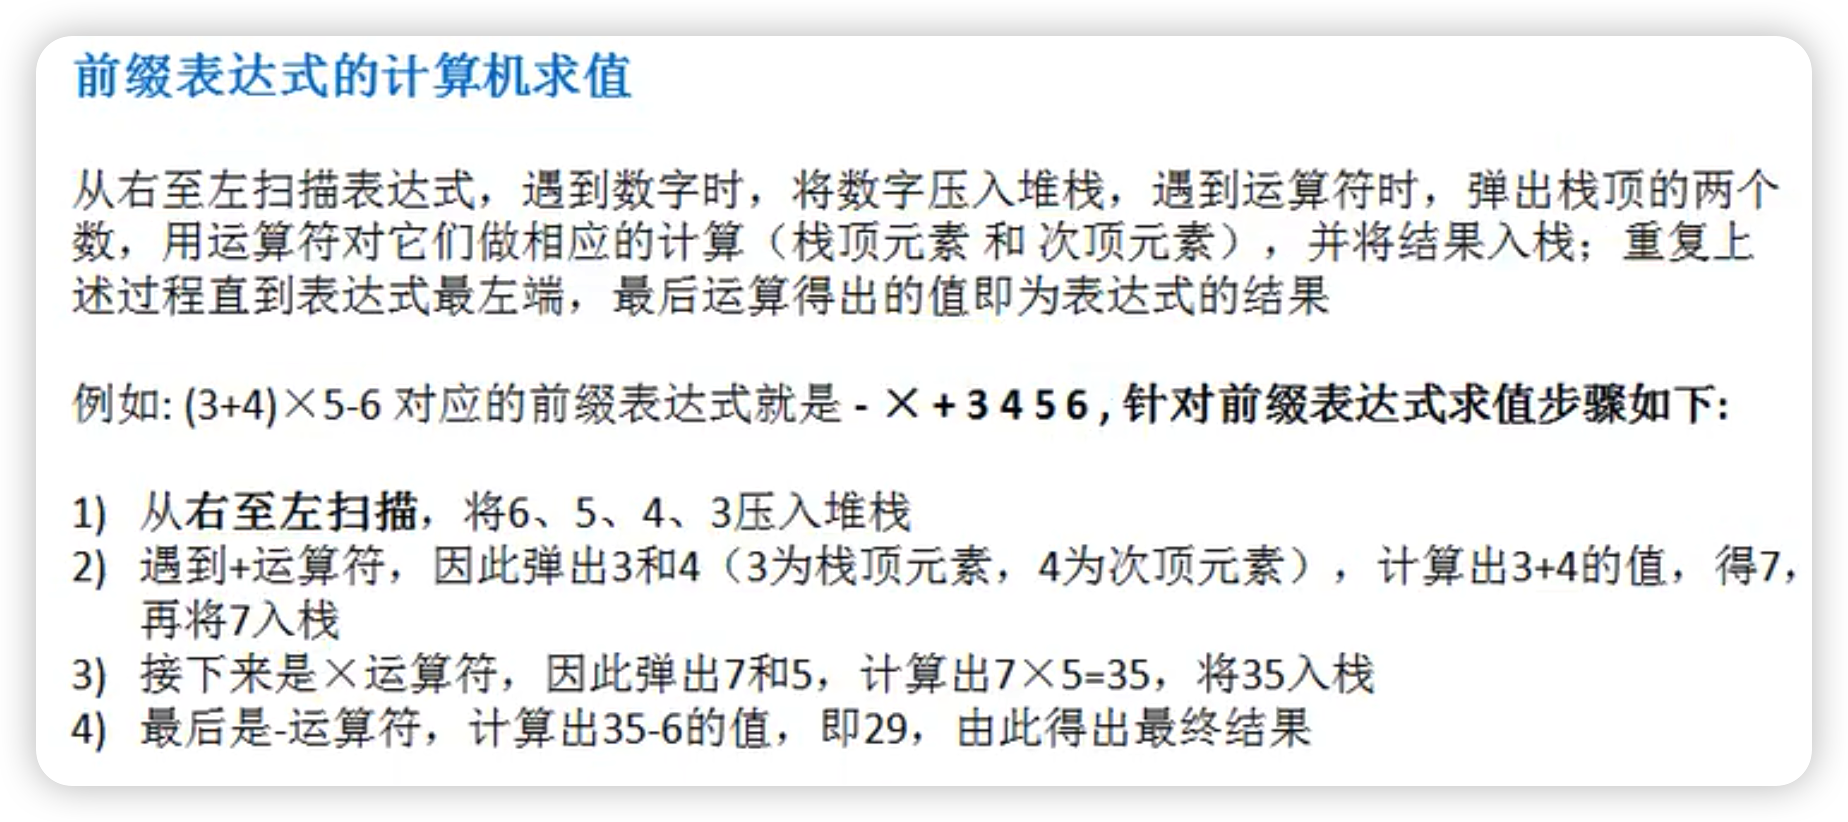 前缀表达式的计算机求值
从右至左扫描表达式，遇到数字时，将数字压入堆栈，遇到运算符时，弹出栈顶的两个
数，用运算符对它们做相应的计算（栈顶元素 和 次顶元素），并将结果入栈；重复上
述过程直到表达式最左端，最后运算得出的值即为表达式的结果
例如: (3+4)×5-6 对应的前缀表达式就是 - × + 3 4 5 6 , 针对前缀表达式求值步骤如下:
1) 从右至左扫描，将6、5、4、3压入堆栈
2) 遇到+运算符，因此弹出3和4（3为栈顶元素，4为次顶元素），计算出3+4的值，得7，
再将7入栈
3) 接下来是×运算符，因此弹出7和5，计算出7×5=35，将35入栈
4) 最后是-运算符，计算出35-6的值，即29，由此得出最终结果